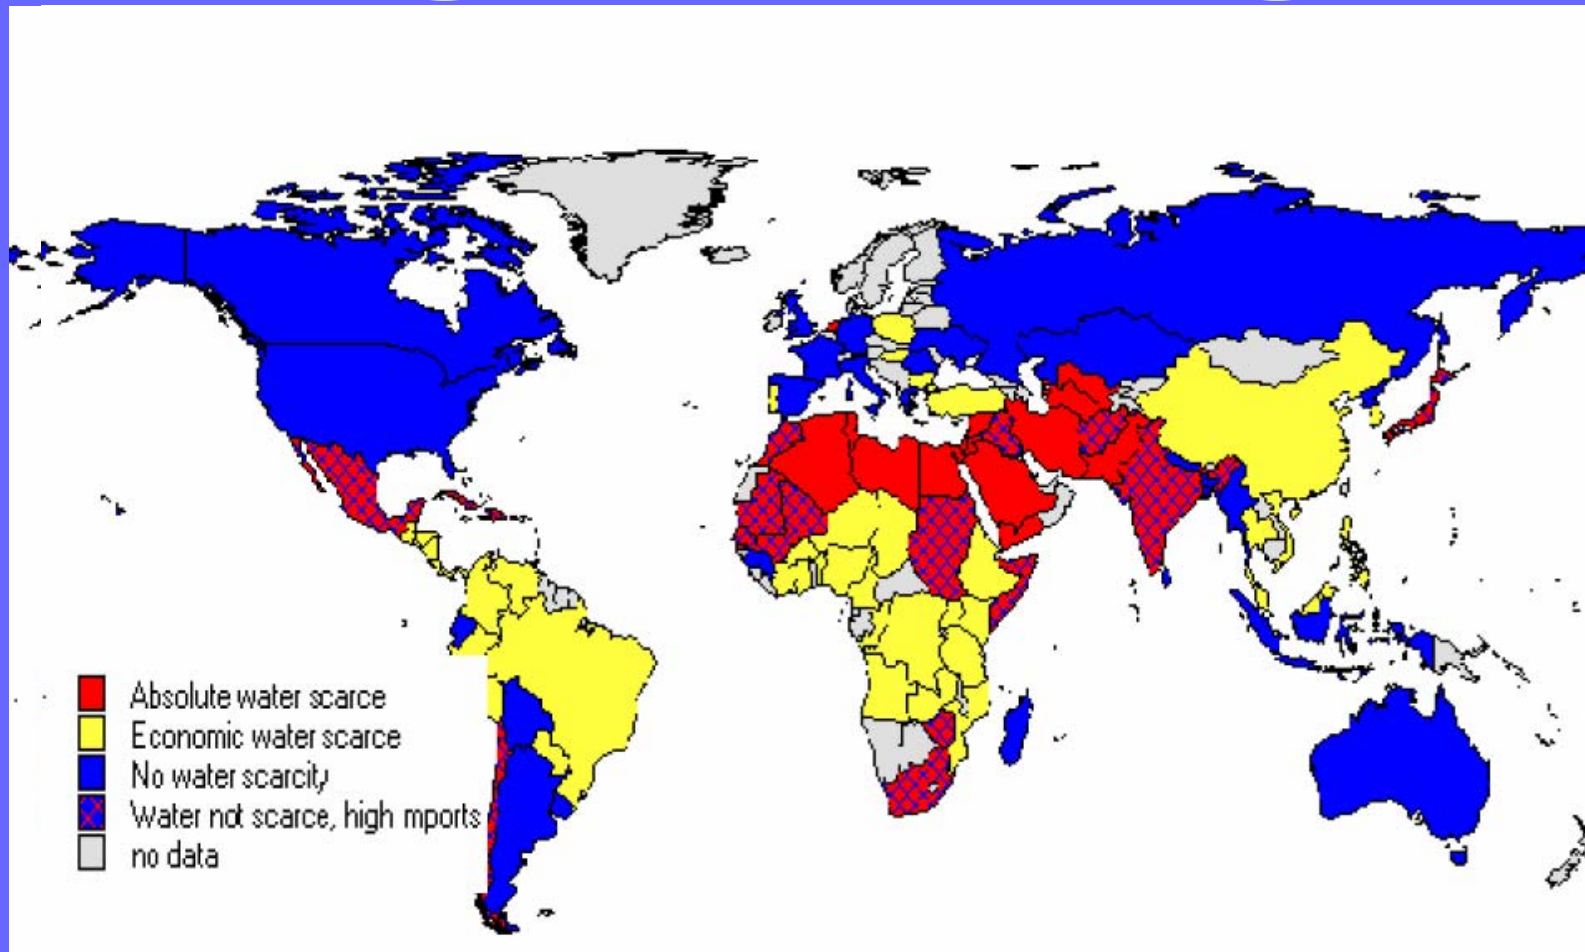 Absolute water scarce
Economic water scarce
No water scarcity
Water not scarce, high mports
no data